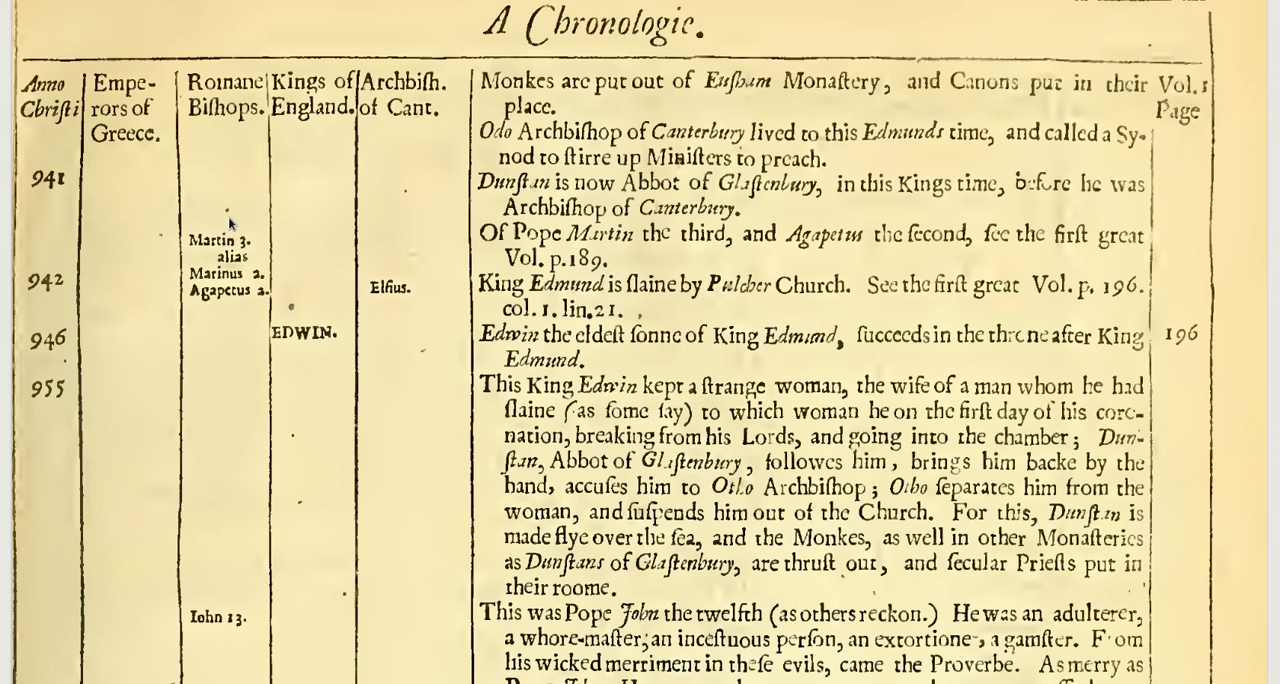 A Chronologie.
Anno Christi
Emperors of Greece.
Romane Bishops.
Kings of England.
Archbish. of Cant.
Vol. 1 Page
Monkes are put out of Eusham Monastery, and Canons put in their
place.
Odo Archbishop of Canterbury lived to this Edmunds time, and called a Sy-
nod to stirre up Ministers to preach.
941
Dunstan is now Abbot of Glastenbury, in this Kings time, before he was
Archbishop of Canterbury.
Martin 3.
alias
Marinus 2.
Agapetus 2.
Of Pope Martin the third, and Agapetus the second, see the first great
Vol. p. 189.
942
Elsius.
King Edmund is slaine by Pulcher Church. See the first great Vol. p. 196.
col. 1. lin. 21.
946
EDWIN.
Edwin the eldest sonne of King Edmund, succeeds in the throne after King
196
Edmund.
955
This King Edwin kept a strange woman, the wife of a man whom he had
slaine (as some say) to which woman he on the first day of his coro-
nation, breaking from his Lords, and going into the chamber; Dun-
stan, Abbot of Glastenbury, followes him, brings him backe by the
hand, accuses him to Otho Archbishop; Otho separates him from the
woman, and suspends him out of the Church. For this, Dunstan is
made flye over the sea, and the Monkes, as well in other Monasteries
as Dunstans of Glastenbury, are thrust out, and secular Priests put in
their roome.
Iohn 13.
This was Pope John the twelfth (as others reckon.) He was an adulterer,
a whore-master, an incestuous person, an extortioner, a gamster. From
his wicked merriment in these evils, came the Proverbe. As merry as